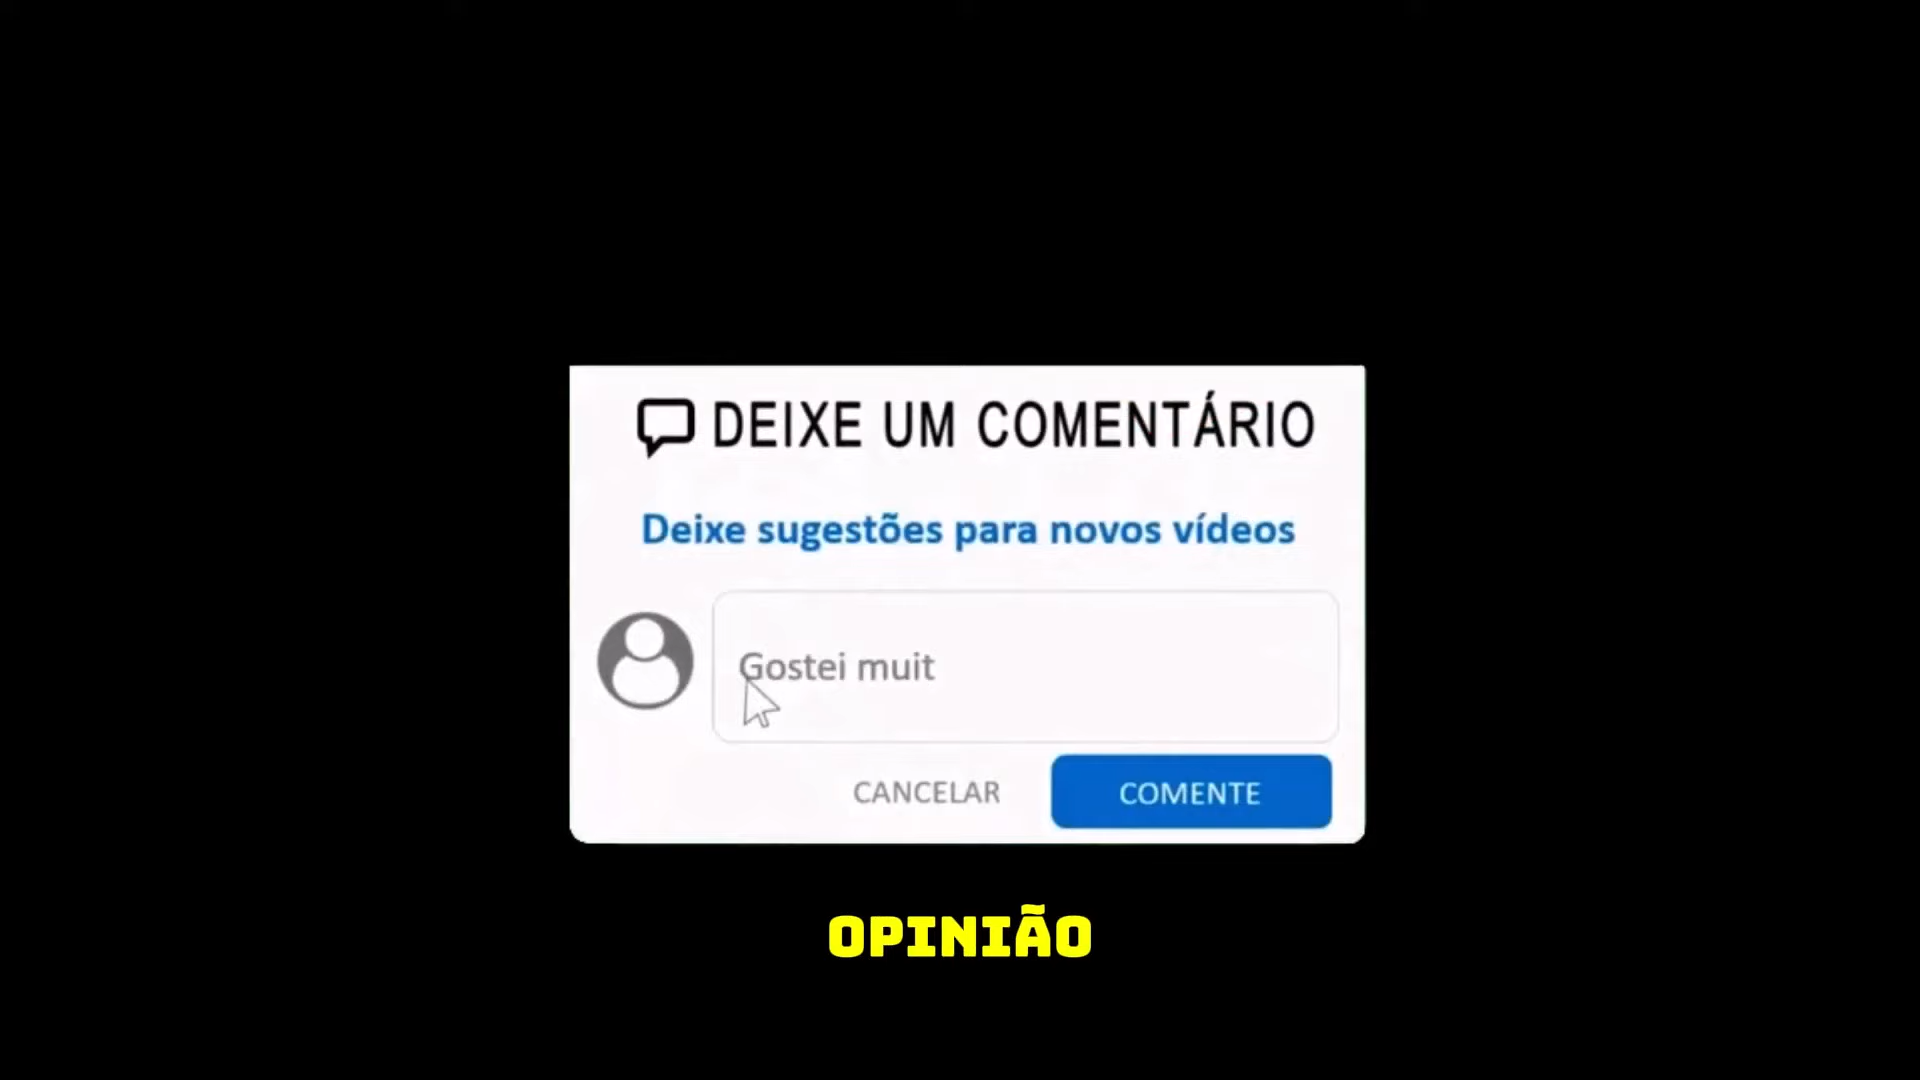 DEIXE UM COMENTÁRIO
Deixe sugestões para novos vídeos
Gostei muit
CANCELAR
COMENTE
OPINIÃO